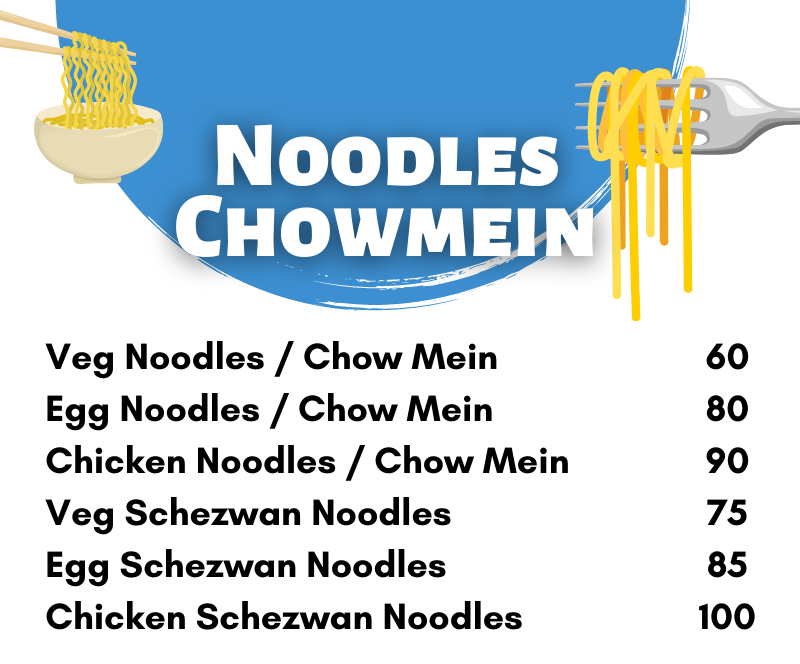 Noodles
Chowmein
Veg Noodles / Chow Mein 60
Egg Noodles / Chow Mein 80
Chicken Noodles / Chow Mein 90
Veg Schezwan Noodles 75
Egg Schezwan Noodles 85
Chicken Schezwan Noodles 100